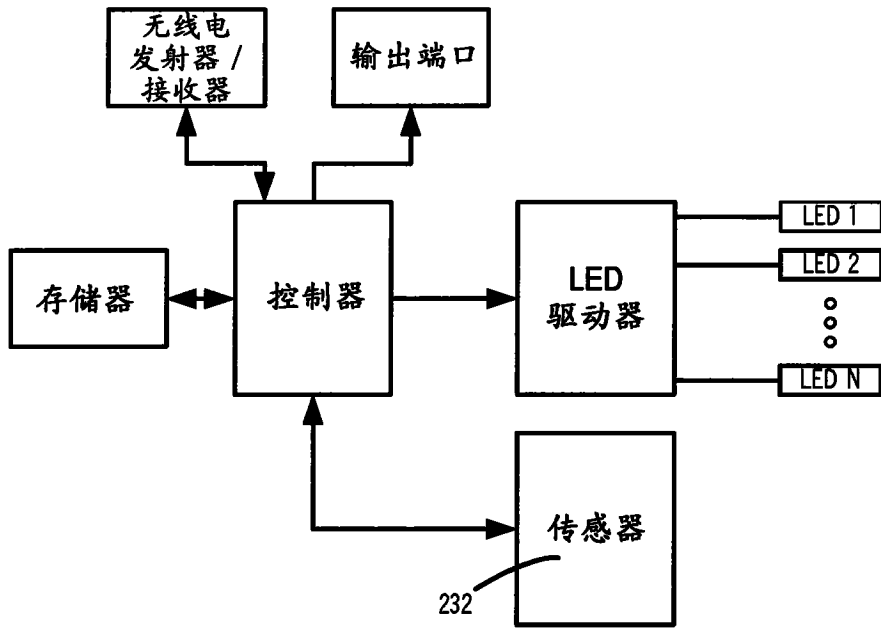 无线电
发射器 /
接收器
输出端口
存储器
控制器
LED
驱动器
LED 1
LED 2
LED N
传感器
232